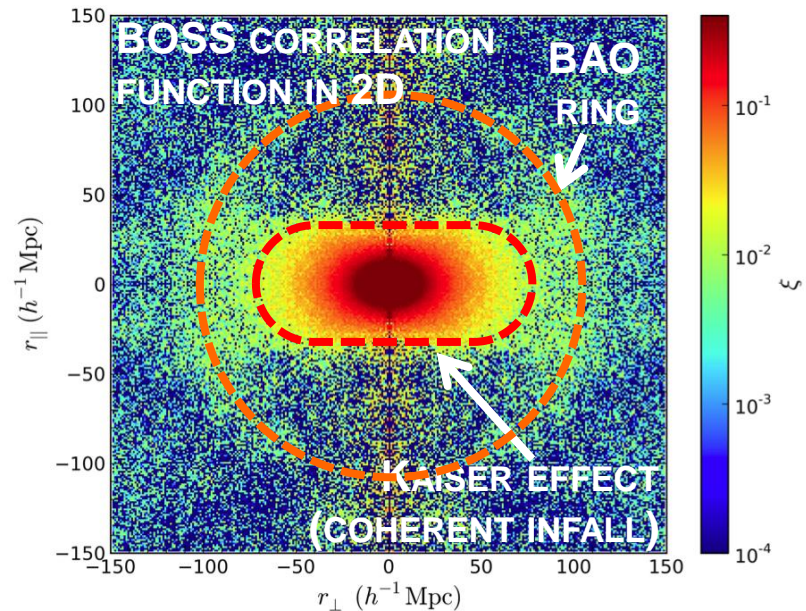 BOSS CORRELATION
FUNCTION IN 2D
BAO
RING
KAISER EFFECT
(COHERENT INFALL)
150
100
50
0
−50
−100
−150
r|| (h⁻¹ Mpc)
−150 −100 −50 0 50 100 150
r⊥ (h⁻¹ Mpc)
10⁻¹
10⁻²
10⁻³
10⁻⁴
ξ